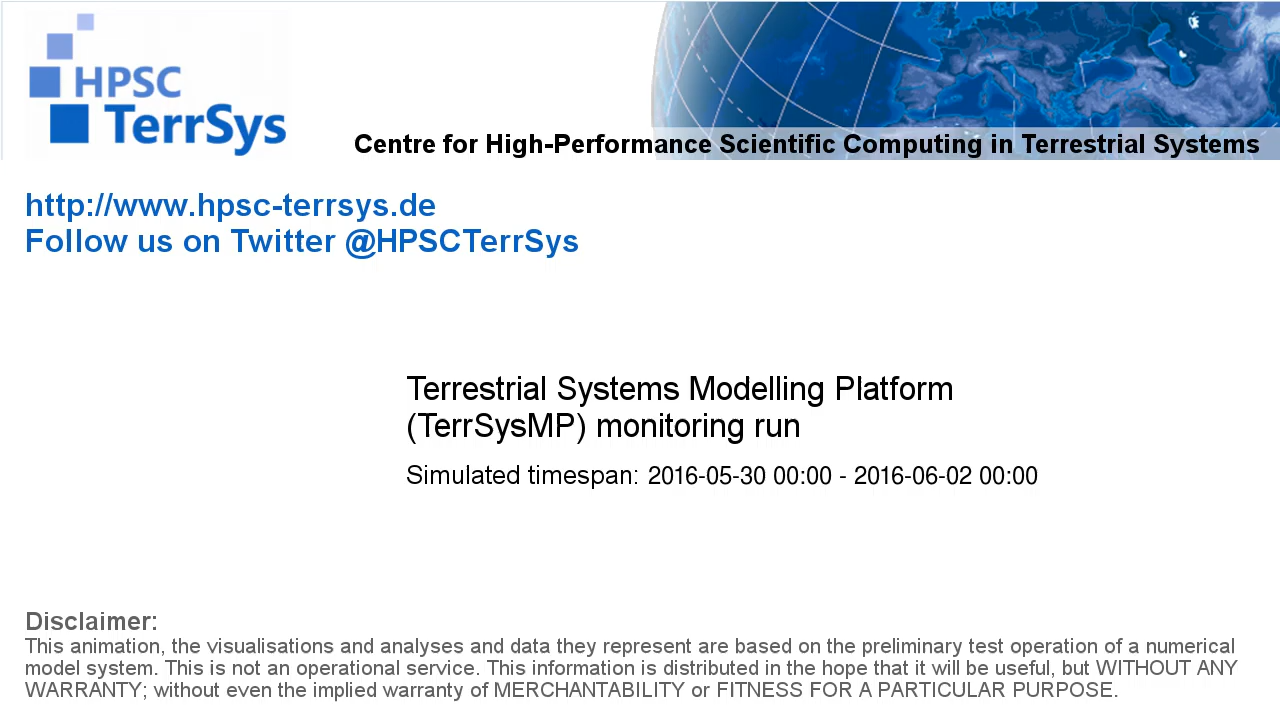 HPSC
TerrSys
Centre for High-Performance Scientific Computing in Terrestrial Systems
http://www.hpsc-terrsys.de
Follow us on Twitter @HPSCTerrSys
Terrestrial Systems Modelling Platform
(TerrSysMP) monitoring run
Simulated timespan: 2016-05-30 00:00 - 2016-06-02 00:00
Disclaimer:
This animation, the visualisations and analyses and data they represent are based on the preliminary test operation of a numerical
model system. This is not an operational service. This information is distributed in the hope that it will be useful, but WITHOUT ANY
WARRANTY; without even the implied warranty of MERCHANTABILITY or FITNESS FOR A PARTICULAR PURPOSE.